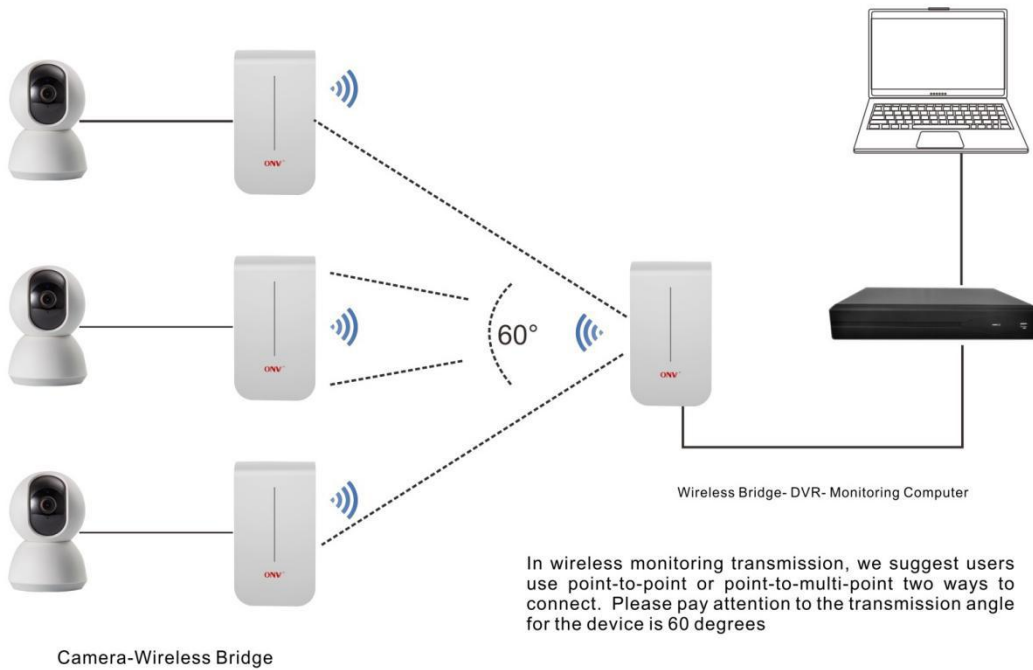 ONV
60°
ONV
ONV
ONV
Wireless Bridge- DVR- Monitoring Computer
In wireless monitoring transmission, we suggest users
use point-to-point or point-to-multi-point two ways to
connect. Please pay attention to the transmission angle
for the device is 60 degrees
Camera-Wireless Bridge